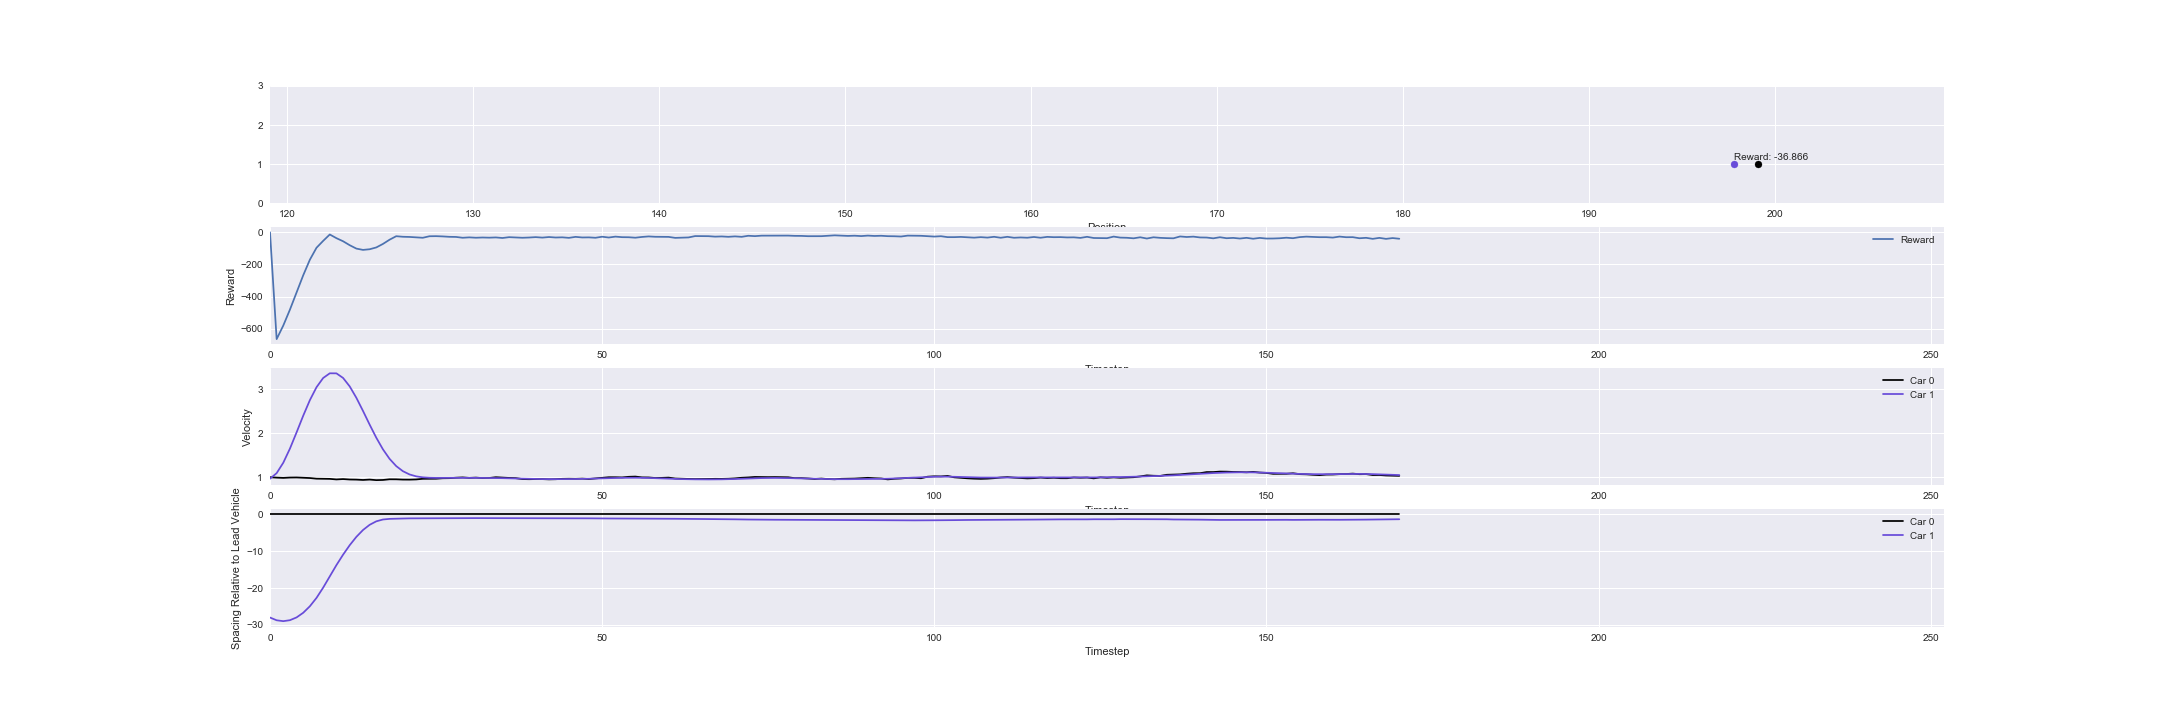 3
2
1
0
Reward: -36.866
120 130 140 150 160 170 180 190 200
Position
0
−200
−400
−600
Reward
Reward
0 50 100 150 200 250
Timestep
3
2
1
Velocity
Car 0
Car 1
0 50 100 150 200 250
Timestep
0
−10
−20
−30
Spacing Relative to Lead Vehicle
Car 0
Car 1
0 50 100 150 200 250
Timestep